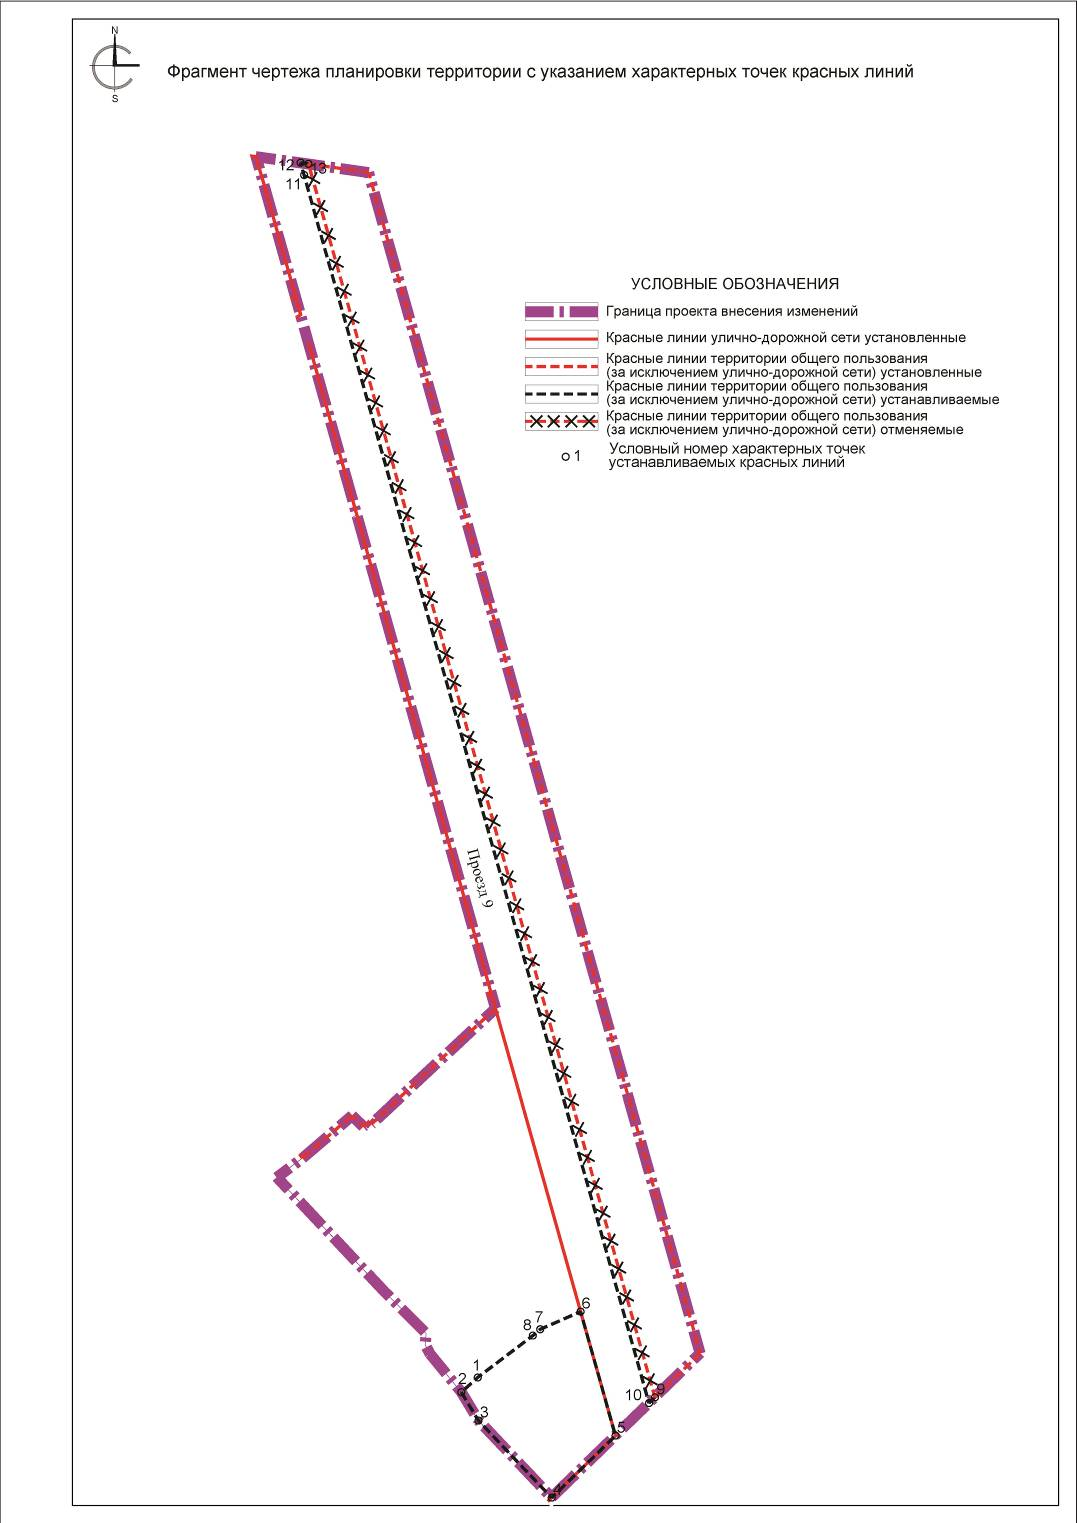 N
S
Фрагмент чертежа планировки территории с указанием характерных точек красных линий
12
13
11
УСЛОВНЫЕ ОБОЗНАЧЕНИЯ
Граница проекта внесения изменений
Красные линии улично-дорожной сети установленные
Красные линии территории общего пользования
(за исключением улично-дорожной сети) установленные
Красные линии территории общего пользования
(за исключением улично-дорожной сети) устанавливаемые
Красные линии территории общего пользования
(за исключением улично-дорожной сети) отменяемые
1 Условный номер характерных точек
устанавливаемых красных линий
Проезд 9
6
7
8
1
2
3
9
10
5